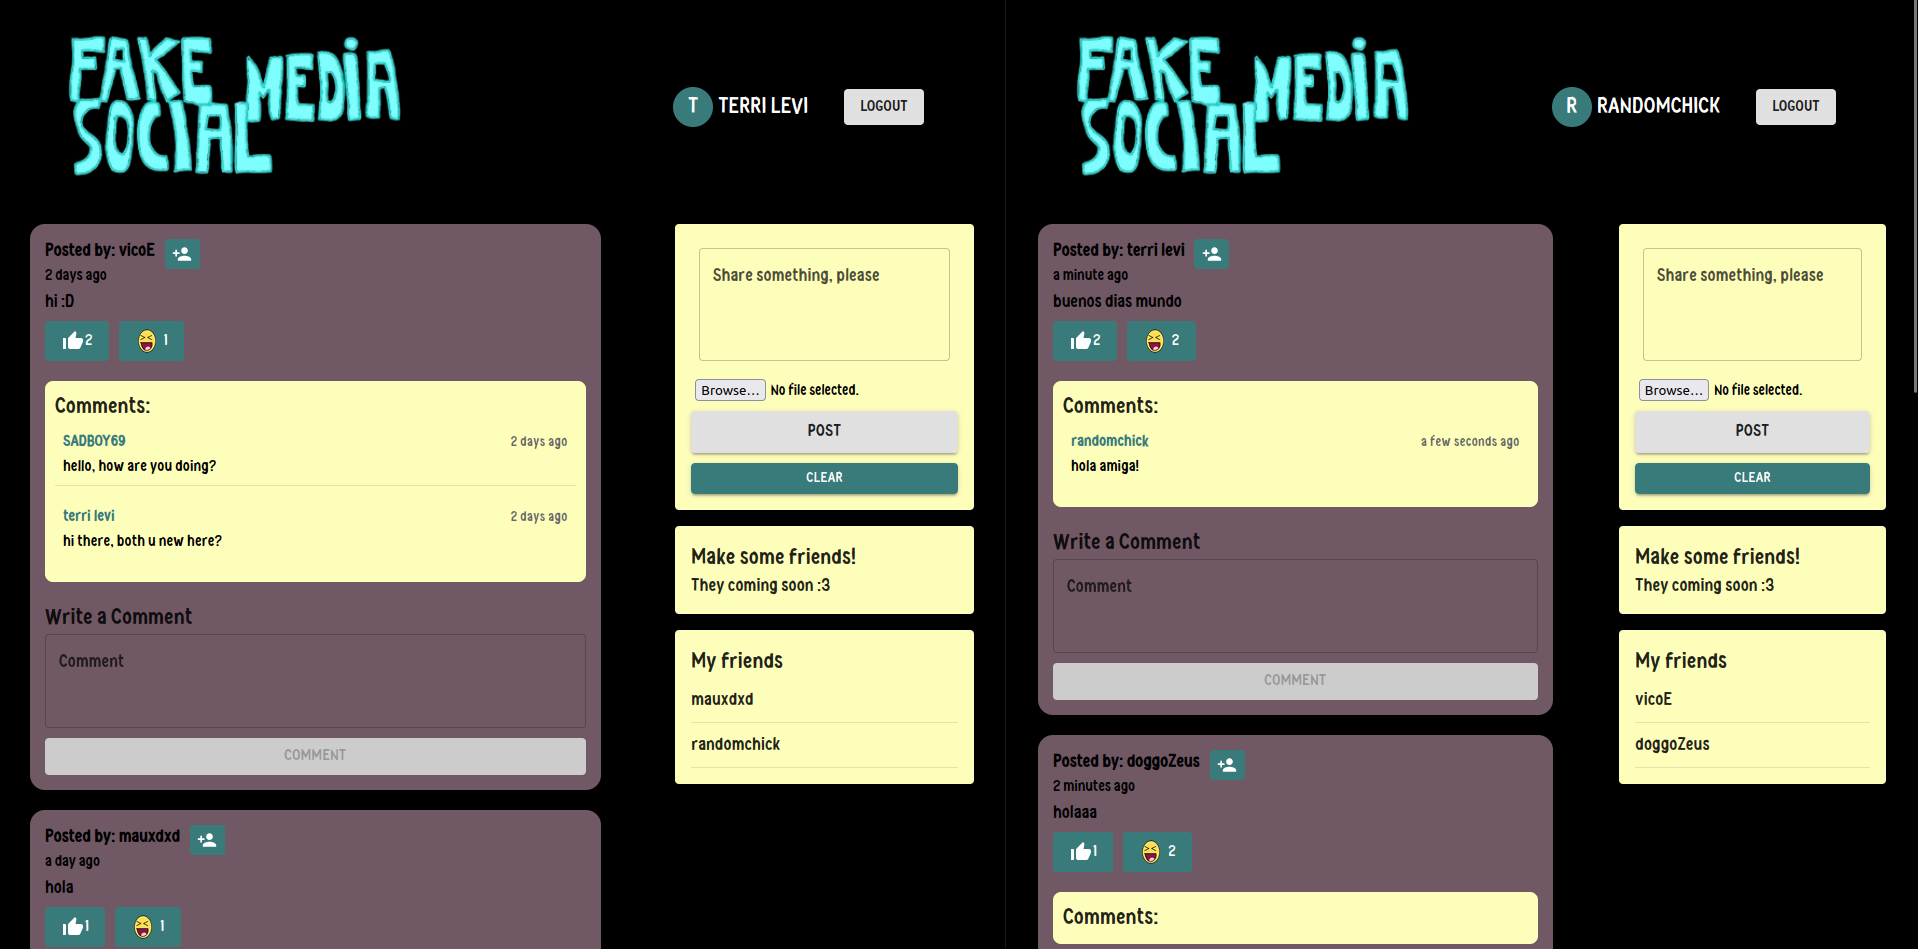 FAKE
SOCIAL MEDIA
T TERRI LEVI
LOGOUT
Posted by: vicoE
2 days ago
hi :D
2
1
Comments:
SADBOY69
2 days ago
hello, how are you doing?
terri levi
2 days ago
hi there, both u new here?
Write a Comment
Comment
COMMENT
Posted by: mauxdxd
a day ago
hola
1
1
Share something, please
Browse...
No file selected.
POST
CLEAR
Make some friends!
They coming soon :3
My friends
mauxdxd
randomchick
FAKE
SOCIAL MEDIA
R RANDOMCHICK
LOGOUT
Posted by: terri levi
a minute ago
buenos dias mundo
2
2
Comments:
randomchick
a few seconds ago
hola amiga!
Write a Comment
Comment
COMMENT
Posted by: doggoZeus
2 minutes ago
holaaa
1
2
Comments:
Share something, please
Browse...
No file selected.
POST
CLEAR
Make some friends!
They coming soon :3
My friends
vicoE
doggoZeus